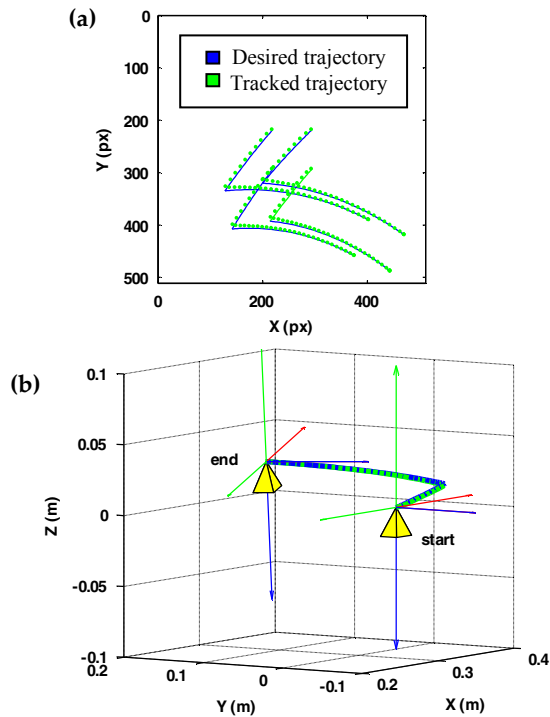 (a)
0
100
200
300
400
500
Y (px)
Desired trajectory
Tracked trajectory
0
200
400
X (px)
(b)
0.1
0.05
0
-0.05
-0.1
Z (m)
end
start
0.2
0.1
0
-0.1
Y (m)
0.2
0.3
0.4
X (m)